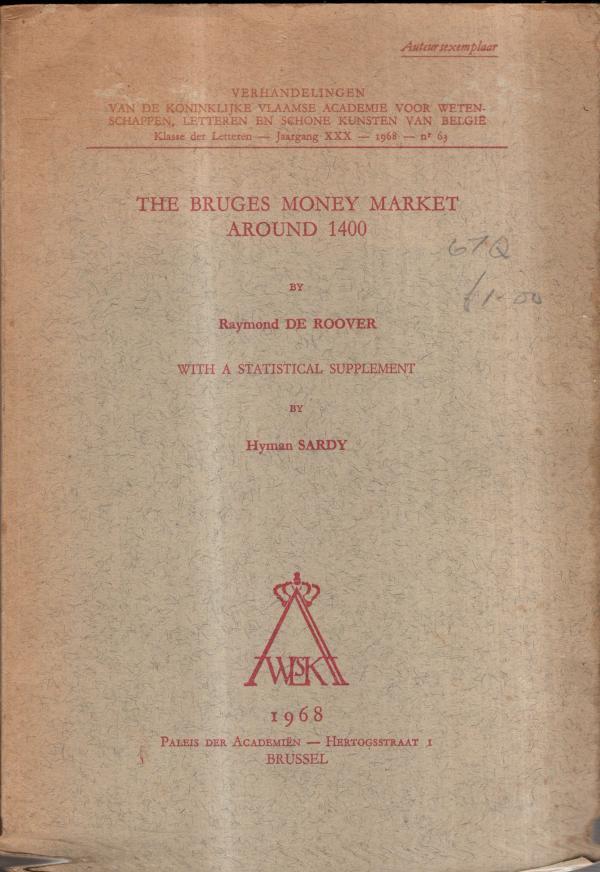 Auteursexemplaar
VERHANDELINGEN
VAN DE KONINKLIJKE VLAAMSE ACADEMIE VOOR WETEN-
SCHAPPEN, LETTEREN EN SCHONE KUNSTEN VAN BELGIË
Klasse der Letteren — Jaargang XXX — 1968 — nr 63
THE BRUGES MONEY MARKET
AROUND 1400
BY
Raymond DE ROOVER
WITH A STATISTICAL SUPPLEMENT
BY
Hyman SARDY
1968
PALEIS DER ACADEMIËN — HERTOGSSTRAAT 1
BRUSSEL